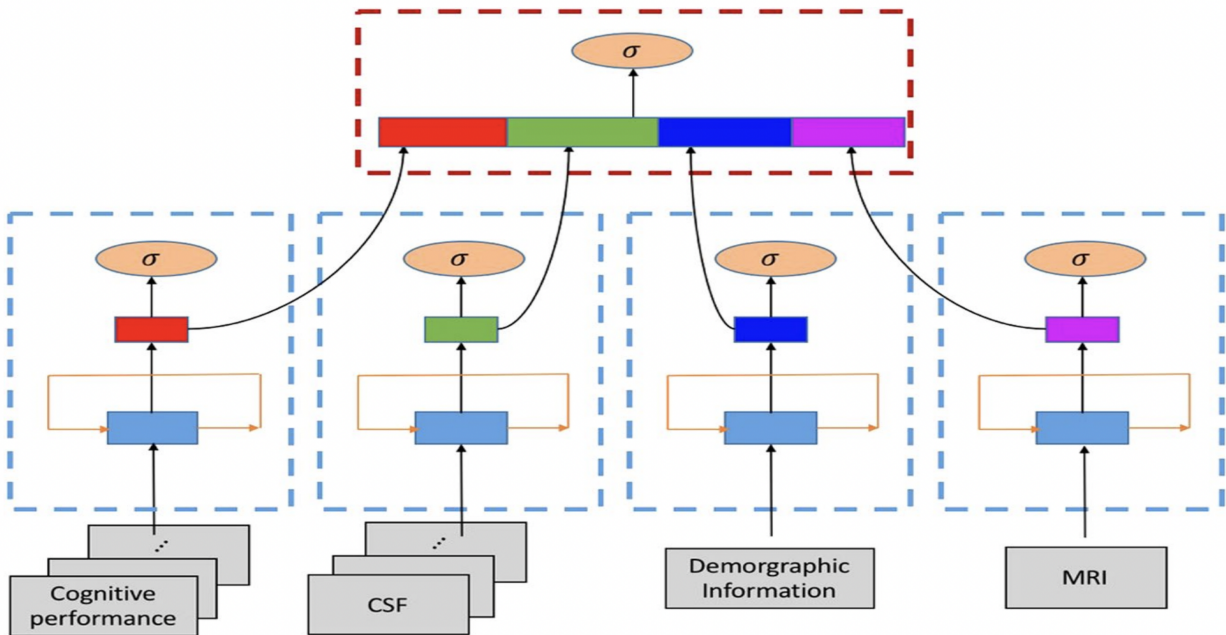 σ
σ
σ
σ
σ
⋰
⋰
Cognitive
performance
CSF
Demorgraphic
Information
MRI